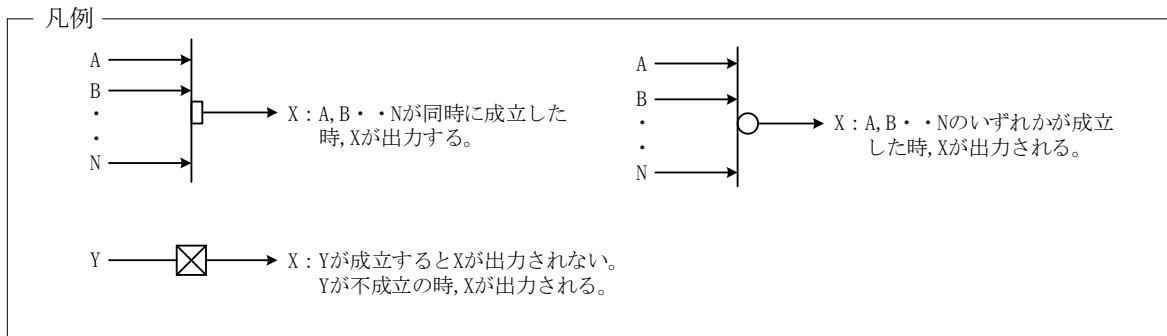 凡例
A
B
・
・
N
X：A,B・・Nが同時に成立した
時,Xが出力する。
A
B
・
・
N
X：A,B・・Nのいずれかが成立
した時,Xが出力される。
Y
X：Yが成立するとXが出力されない。
Yが不成立の時,Xが出力される。